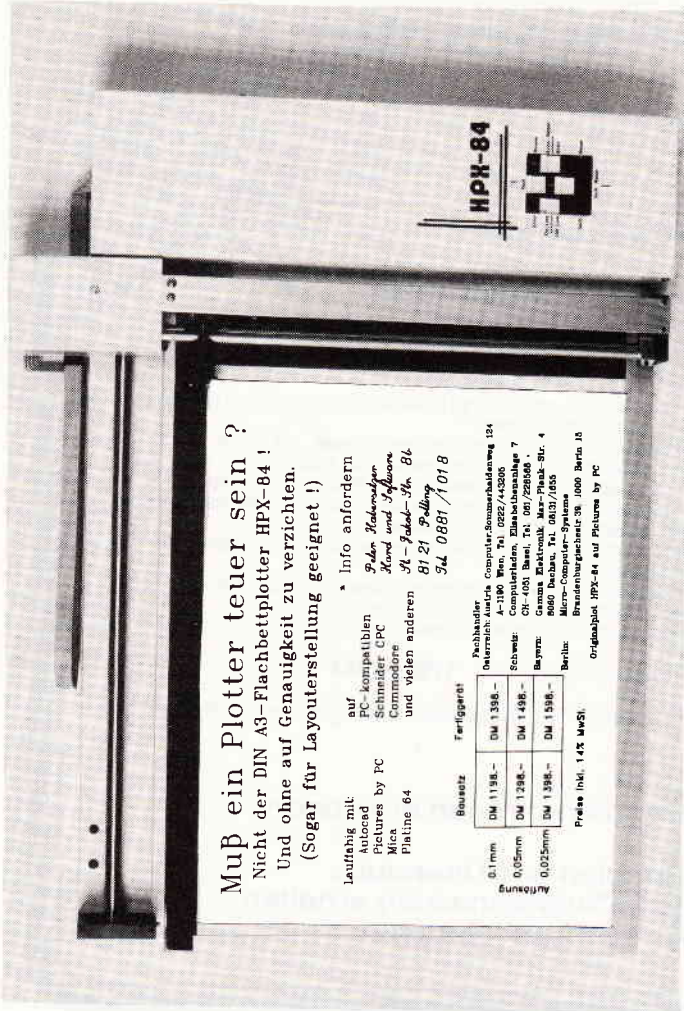 HPX-84
Muß ein Plotter teuer sein ?
Nicht der DIN A3-Flachbettplotter HPX-84 !
Und ohne auf Genauigkeit zu verzichten.
(Sogar für Layouterstellung geeignet !)
Lauffähig mit:
Autocad
Pictures by PC
Mica
Platine 64
auf
PC-kompatiblen
Schneider CPC
Commodore
und vielen anderen
* Info anfordern
Peter Habersetzer
Hard und Software
St-Jakob-Str. 8b
8121 Polling
Tel. 0881/1018
Bausatz Fertiggerät
Auflösung
0.1mm DM 1198.- DM 1398.-
0,05mm DM 1298.- DM 1498.-
0,025mm DM 1398.- DM 1598.-
Preise inkl. 14% MwSt.
Fachhändler
Österreich: Austria Computer, Sommerhaidenweg 124
A-1190 Wien, Tel. 0222/443205
Schweiz: Computerladen, Elisabethenanlage 7
CH-4051 Basel, Tel. 061/228588
Bayern: Gamma Elektronik, Max-Plank-Str. 4
8060 Dachau, Tel. 08131/1655
Berlin: Micro-Computer-Systeme
Brandenburgischestr 39, 1000 Berlin 15
Originalplot HPX-84 auf Pictures by PC